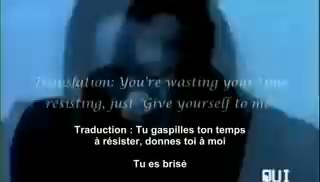 Translation: You're wasting your time
resisting, just "Give yourself to me"
Traduction : Tu gaspilles ton temps
à résister, donnes toi à moi
Tu es brisé
QUI